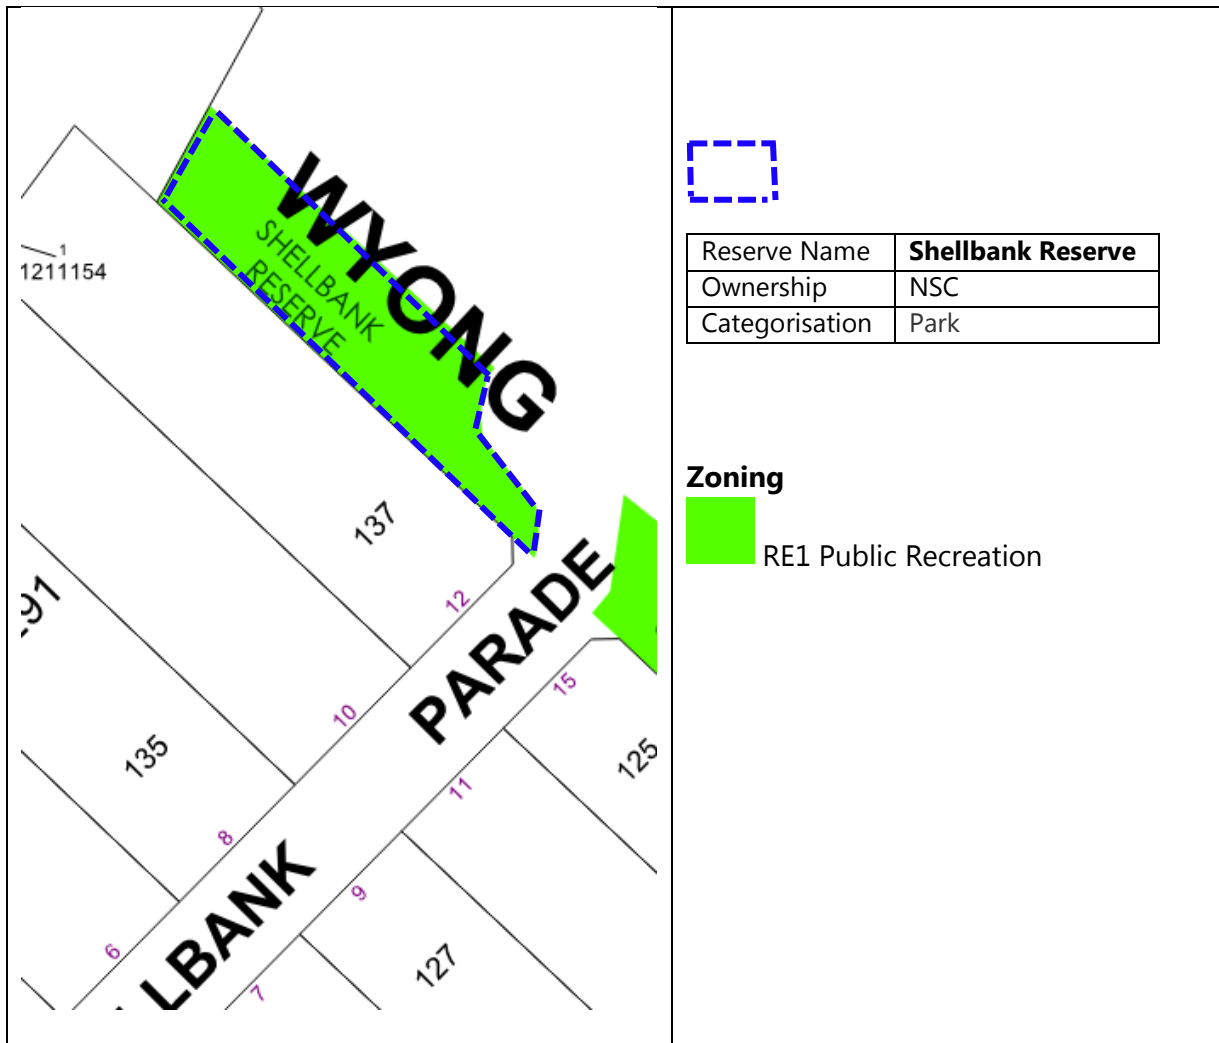 WYONG
SHELLBANK
RESERVE
1
1211154
137
291
12
PARADE
15
10
135
125
11
8
LLBANK
9
6
127
7
Reserve Name Shellbank Reserve
Ownership NSC
Categorisation Park
Zoning
RE1 Public Recreation